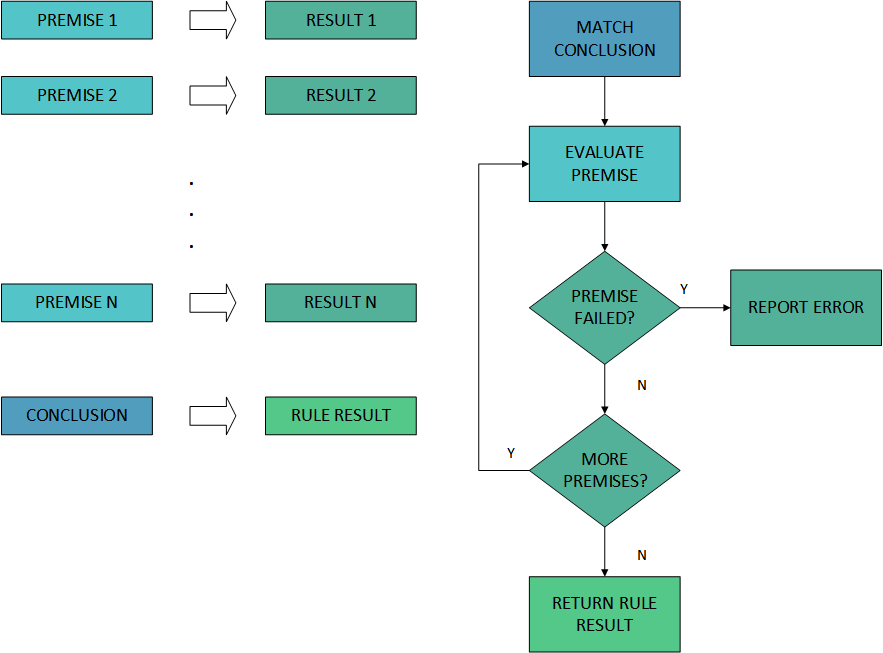 PREMISE 1
RESULT 1
PREMISE 2
RESULT 2
.
.
.
PREMISE N
RESULT N
CONCLUSION
RULE RESULT
MATCH
CONCLUSION
EVALUATE
PREMISE
PREMISE
FAILED?
Y
REPORT ERROR
N
MORE
PREMISES?
Y
N
RETURN RULE
RESULT